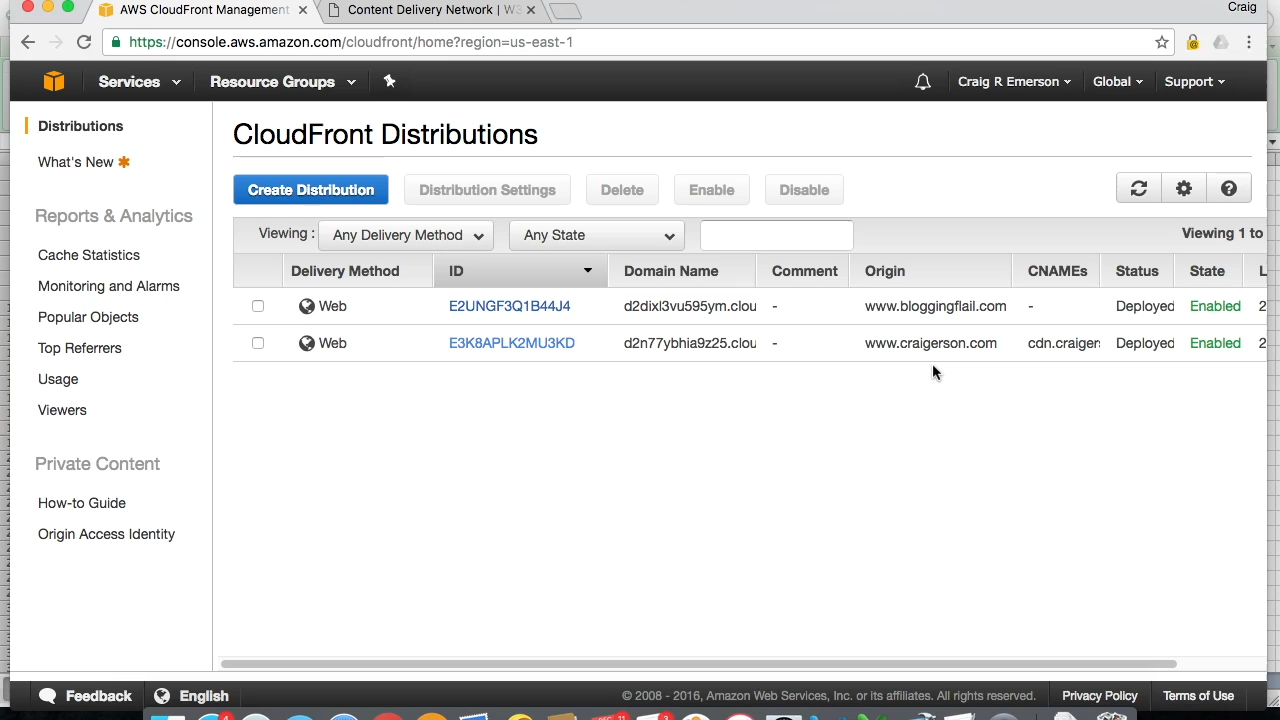 AWS CloudFront Management
Content Delivery Network | W3
Craig
https://console.aws.amazon.com/cloudfront/home?region=us-east-1
Services
Resource Groups
Craig R Emerson
Global
Support
Distributions
What's New
Reports & Analytics
Cache Statistics
Monitoring and Alarms
Popular Objects
Top Referrers
Usage
Viewers
Private Content
How-to Guide
Origin Access Identity
CloudFront Distributions
Create Distribution
Distribution Settings
Delete
Enable
Disable
Viewing :
Any Delivery Method
Any State
Viewing 1 to
Delivery Method ID Domain Name Comment Origin CNAMEs Status State L
Web E2UNGF3Q1B44J4 d2dixl3vu595ym.clou - www.bloggingflail.com - Deployed Enabled 2
Web E3K8APLK2MU3KD d2n77ybhia9z25.clou - www.craigerson.com cdn.craiger Deployed Enabled 2
Feedback
English
© 2008 - 2016, Amazon Web Services, Inc. or its affiliates. All rights reserved.
Privacy Policy
Terms of Use